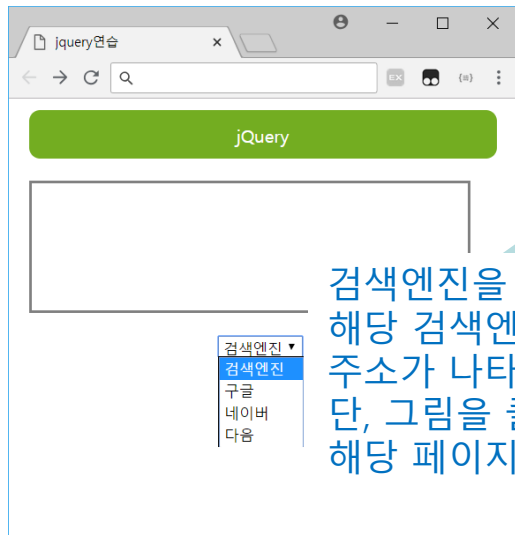 jquery연습
EX
jQuery
검색엔진을
해당 검색엔
주소가 나타
단, 그림을
해당 페이지
검색엔진
검색엔진
구글
네이버
다음